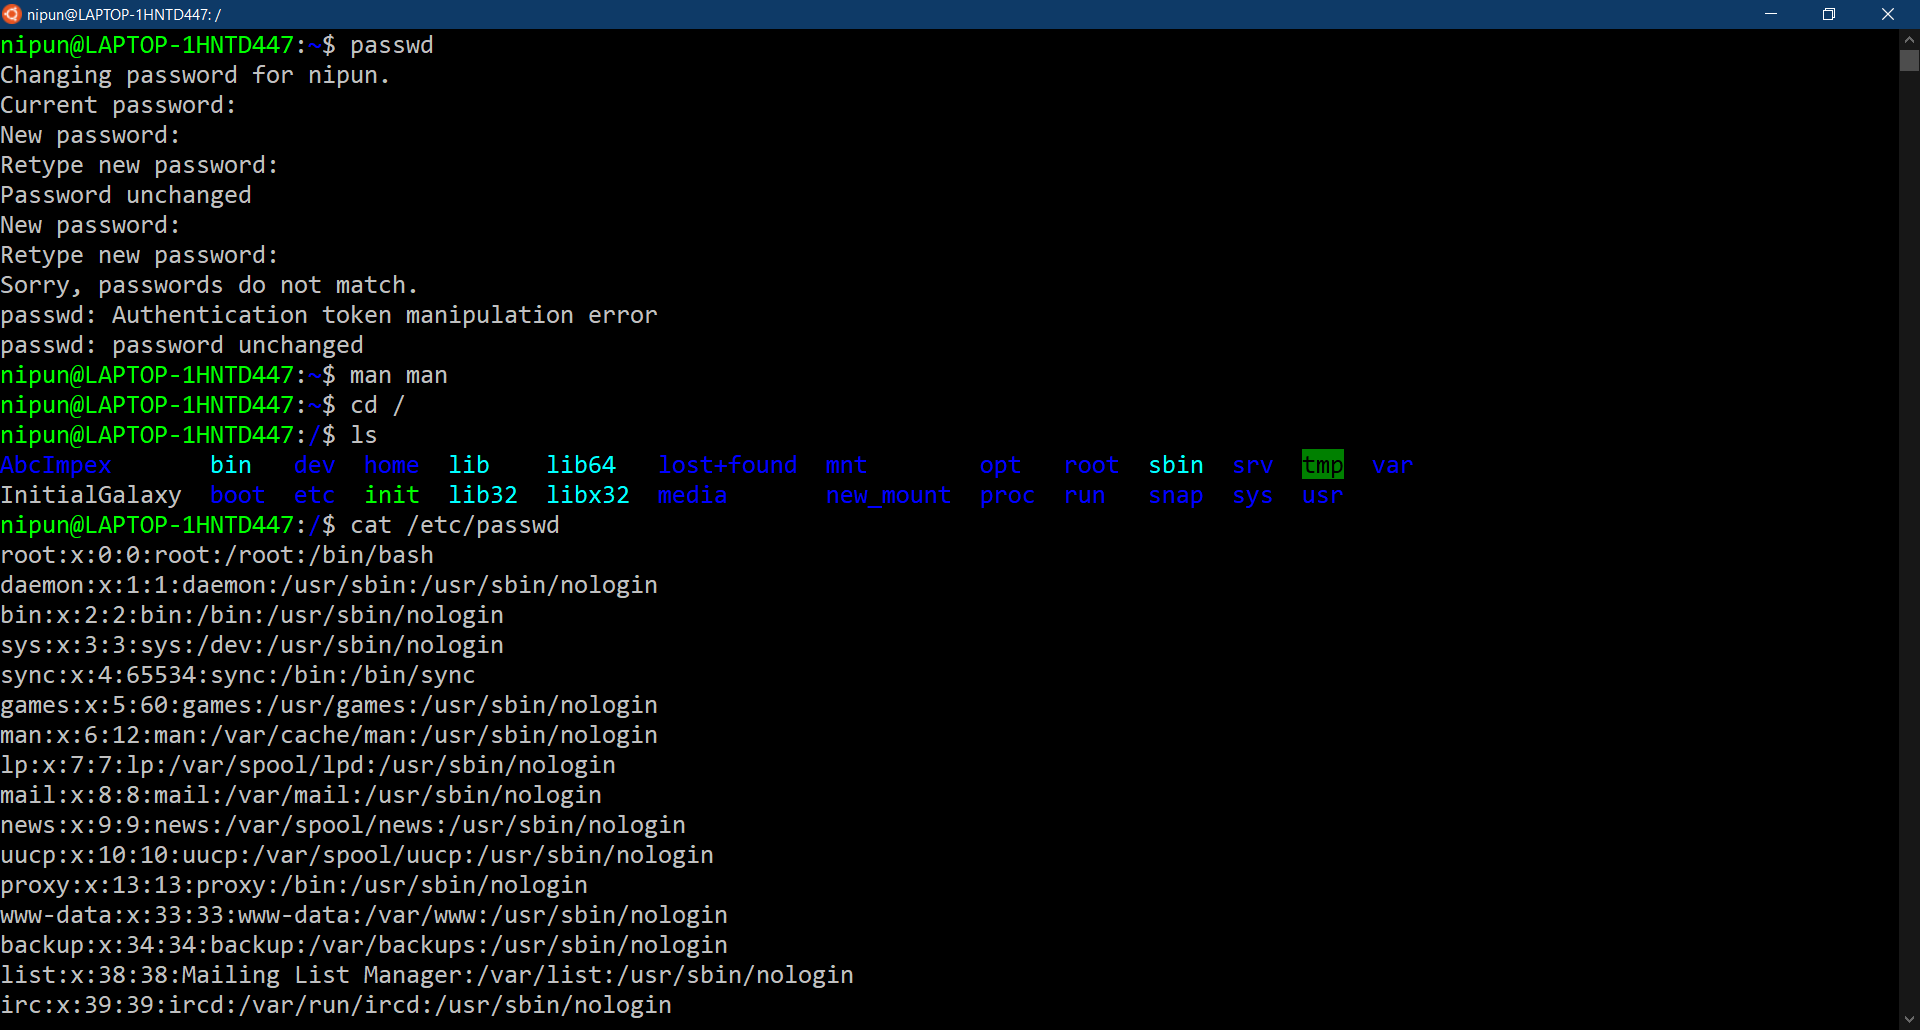 nipun@LAPTOP-1HNTD447: /
nipun@LAPTOP-1HNTD447:~$ passwd
Changing password for nipun.
Current password:
New password:
Retype new password:
Password unchanged
New password:
Retype new password:
Sorry, passwords do not match.
passwd: Authentication token manipulation error
passwd: password unchanged
nipun@LAPTOP-1HNTD447:~$ man man
nipun@LAPTOP-1HNTD447:~$ cd /
nipun@LAPTOP-1HNTD447:/$ ls
AbcImpex       bin   dev  home  lib    lib64   lost+found  mnt        opt   root  sbin  srv  tmp  var
InitialGalaxy  boot  etc  init  lib32  libx32  media       new_mount  proc  run   snap  sys  usr
nipun@LAPTOP-1HNTD447:/$ cat /etc/passwd
root:x:0:0:root:/root:/bin/bash
daemon:x:1:1:daemon:/usr/sbin:/usr/sbin/nologin
bin:x:2:2:bin:/bin:/usr/sbin/nologin
sys:x:3:3:sys:/dev:/usr/sbin/nologin
sync:x:4:65534:sync:/bin:/bin/sync
games:x:5:60:games:/usr/games:/usr/sbin/nologin
man:x:6:12:man:/var/cache/man:/usr/sbin/nologin
lp:x:7:7:lp:/var/spool/lpd:/usr/sbin/nologin
mail:x:8:8:mail:/var/mail:/usr/sbin/nologin
news:x:9:9:news:/var/spool/news:/usr/sbin/nologin
uucp:x:10:10:uucp:/var/spool/uucp:/usr/sbin/nologin
proxy:x:13:13:proxy:/bin:/usr/sbin/nologin
www-data:x:33:33:www-data:/var/www:/usr/sbin/nologin
backup:x:34:34:backup:/var/backups:/usr/sbin/nologin
list:x:38:38:Mailing List Manager:/var/list:/usr/sbin/nologin
irc:x:39:39:ircd:/var/run/ircd:/usr/sbin/nologin